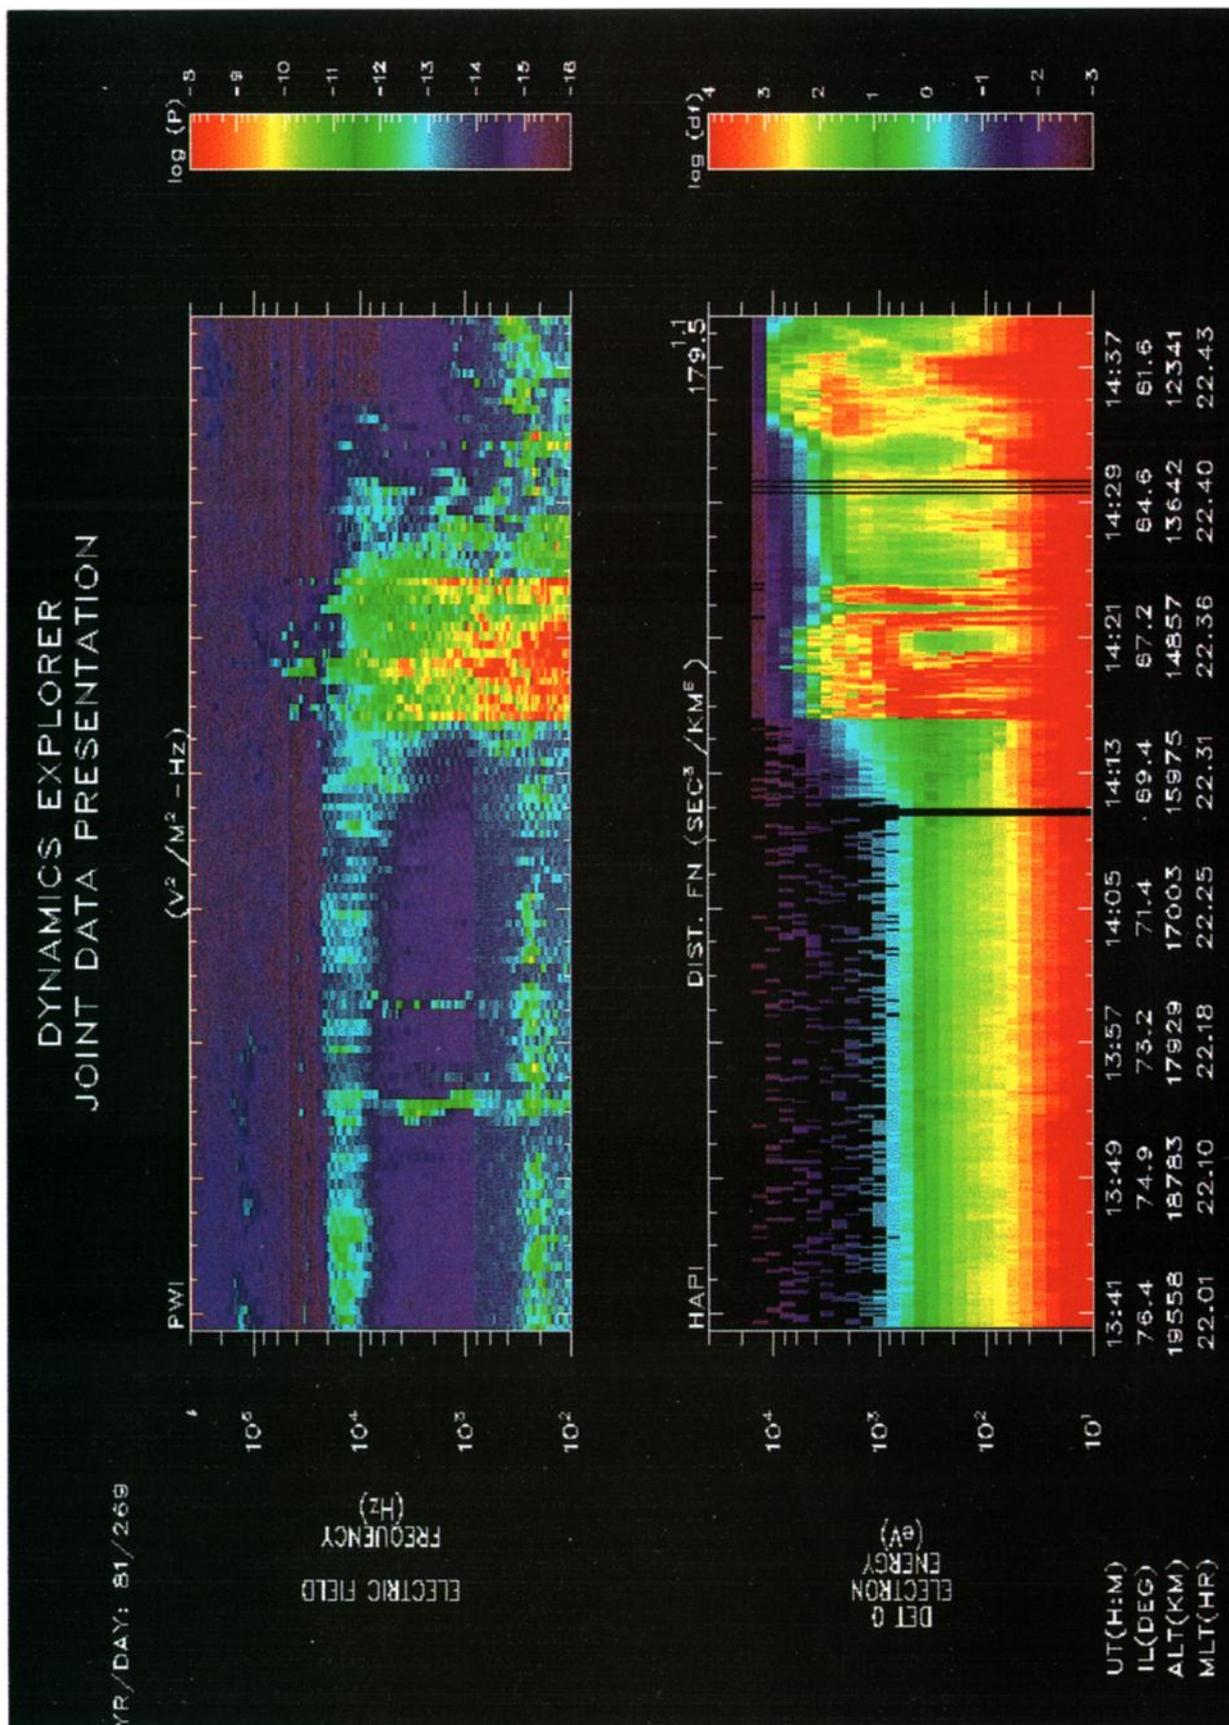 DYNAMICS EXPLORER
JOINT DATA PRESENTATION
YR/DAY: 81/269
PWI
(V²/M² -Hz)
log (P)
-8
-9
-10
-11
-12
-13
-14
-15
-16
ELECTRIC FIELD
FREQUENCY
(Hz)
10⁵
10⁴
10³
10²
HAPI
DIST. FN (SEC³/KM⁶)
1.1
179.5
log (df)
4
3
2
1
0
-1
-2
-3
DET 0
ELECTRON
ENERGY
(eV)
10⁴
10³
10²
10¹
UT(H:M) 13:41 13:49 13:57 14:05 14:13 14:21 14:29 14:37
IL(DEG) 76.4 74.9 73.2 71.4 69.4 67.2 64.6 61.6
ALT(KM) 19558 18783 17929 17003 15975 14857 13642 12341
MLT(HR) 22.01 22.10 22.18 22.25 22.31 22.36 22.40 22.43